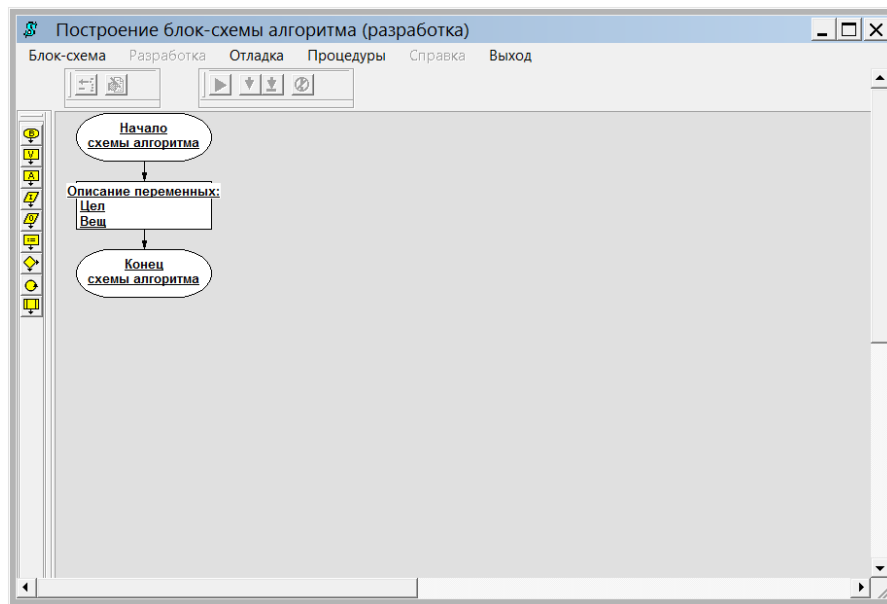 Построение блок-схемы алгоритма (разработка)
Блок-схема Разработка Отладка Процедуры Справка Выход
Начало
схемы алгоритма
Описание переменных:
Цел
Вещ
Конец
схемы алгоритма